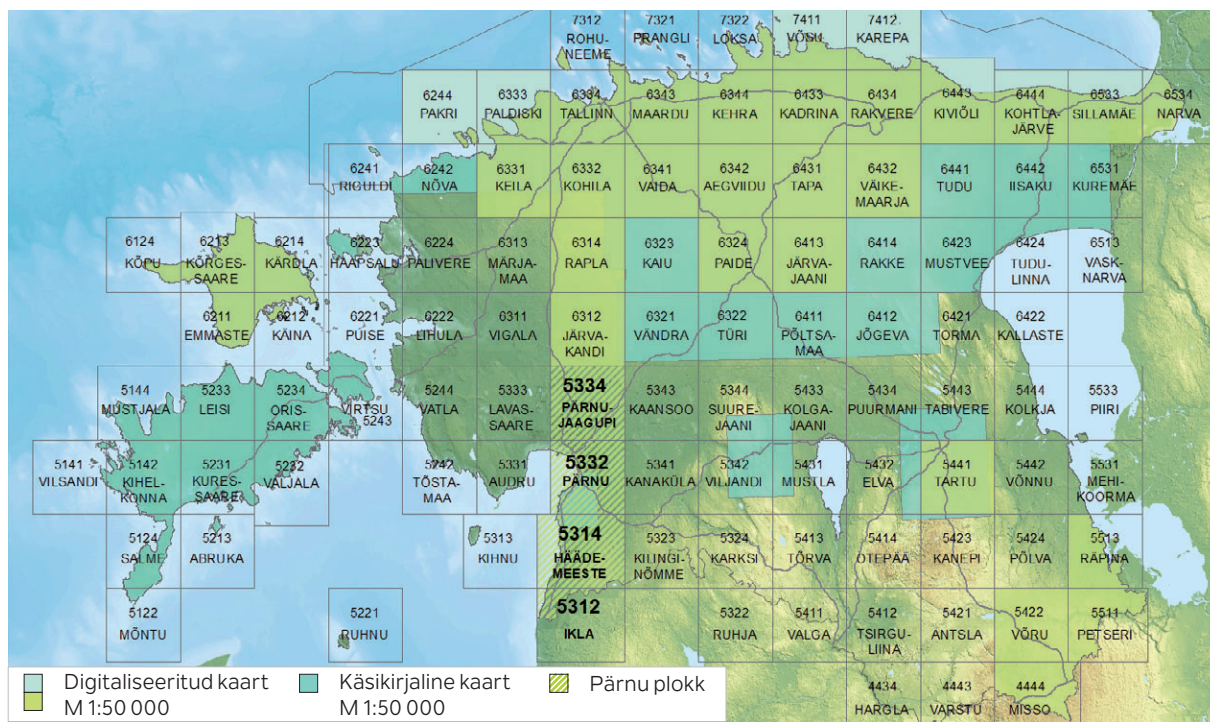 7312 7321 7322 7411 7412
ROHU- PRANGLI LOKSA VÕSU KAREPA
NEEME
6244 6333 6334 6343 6344 6433 6434 6443 6444 6533 6534
PAKRI PALDISKI TALLINN MAARDU KEHRA KADRINA RAKVERE KIVIÕLI KOHTLA- SILLAMÄE NARVA
JÄRVE
6241 6242 6331 6332 6341 6342 6431 6432 6441 6442 6531
RIGULDI NÕVA KEILA KOHILA VAIDA AEGVIIDU TAPA VÄIKE- TUDU IISAKU KUREMÄE
MAARJA
6124 6213 6214 6223 6224 6313 6314 6323 6324 6413 6414 6423 6424 6513
KÕPU KÕRGES- KÄRDLA HAAPSALU PALIVERE MÄRJA- RAPLA KAIU PAIDE JÄRVA- RAKKE MUSTVEE TUDU- VASK-
SAARE MAA JAANI LINNA NARVA
6211 6212 6221 6222 6311 6312 6321 6322 6411 6412 6421 6422
EMMASTE KÄINA PUISE LIHULA VIGALA JÄRVA- VÄNDRA TÜRI PÕLTSA- JÕGEVA TORMA KALLASTE
KANDI MAA
5144 5233 5234 5244 5333 5334 5343 5344 5433 5434 5443 5444 5533
MUSTJALA LEISI ORIS- VIRTSU VATLA LAVAS- PÄRNU- KAANSOO SUURE- KOLGA- PUURMANI TABIVERE KOLKJA PIIRI
SAARE 5243 SAARE JAAGUPI JAANI JAANI
5141 5142 5231 5232 5242 5331 5332 5341 5342 5431 5432 5441 5442 5531
VILSANDI KIHEL- KURES- VALJALA TÕSTA- AUDRU PÄRNU KANAKÜLA VILJANDI MUSTLA ELVA TARTU VÕNNU MEHI-
KONNA SAARE MAA KOORMA
5124 5213 5313 5314 5323 5324 5413 5414 5423 5424 5513
SALME ABRUKA KIHNU HÄÄDE- KILINGI- KARKSI TÕRVA OTEPÄÄ KANEPI PÕLVA RÄPINA
MEESTE NÕMME
5122 5221 5312 5322 5411 5412 5421 5422 5511
MÕNTU RUHNU IKLA RUHJA VALGA TSIRGU- ANTSLA VÕRU PETSERI
LIINA
4434 4443 4444
HARGLA VARSTU MISSO
Digitaliseeritud kaart Käsikirjaline kaart Pärnu plokk
M 1:50 000 M 1:50 000